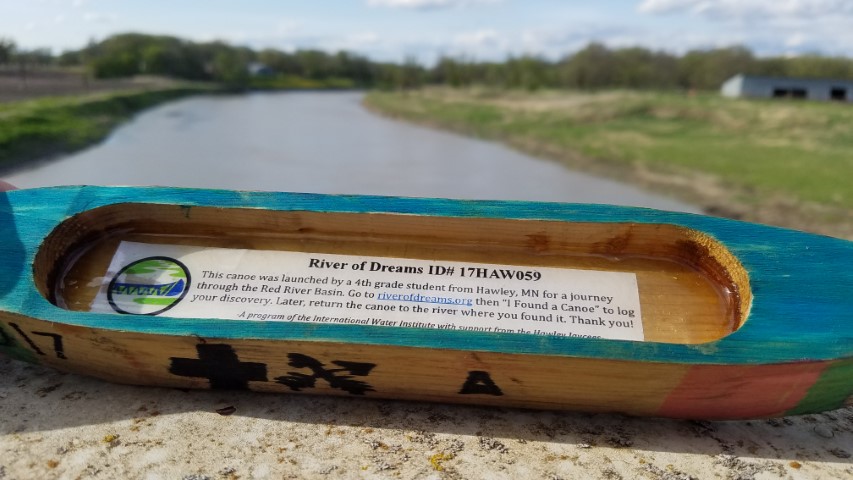 River of Dreams ID# 17HAW059
This canoe was launched by a 4th grade student from Hawley, MN for a journey
through the Red River Basin. Go to riverofdreams.org then "I Found a Canoe" to log
your discovery. Later, return the canoe to the river where you found it. Thank you!
A program of the International Water Institute with support from the Hawley Jaycees
17
A